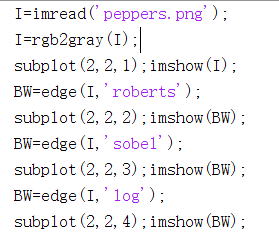 I=imread('peppers.png');
I=rgb2gray(I);
subplot(2,2,1);imshow(I);
BW=edge(I,'roberts');
subplot(2,2,2);imshow(BW);
BW=edge(I,'sobel');
subplot(2,2,3);imshow(BW);
BW=edge(I,'log');
subplot(2,2,4);imshow(BW);